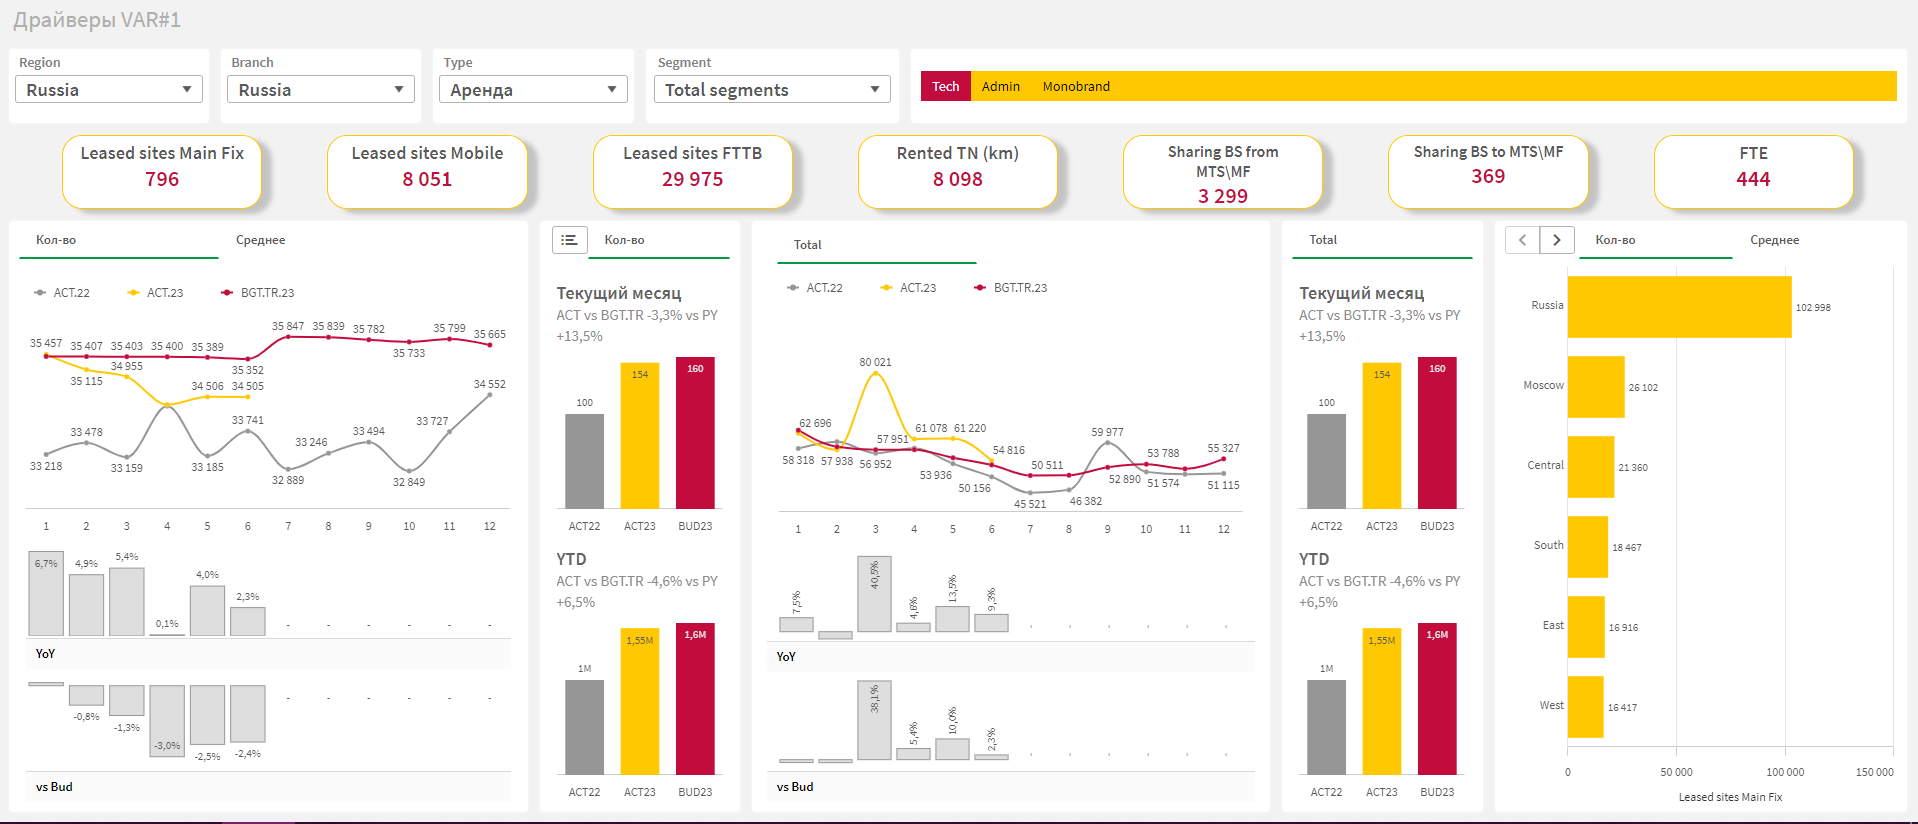 Драйверы VAR#1
Region
Branch
Type
Segment
Russia
Russia
Аренда
Total segments
Tech Admin Monobrand
Leased sites Main Fix
796
Leased sites Mobile
8 051
Leased sites FTTB
29 975
Rented TN (km)
8 098
Sharing BS from
MTS\MF
3 299
Sharing BS to MTS\MF
369
FTE
444
Кол-во Среднее
ACT.22 ACT.23 BGT.TR.23
35 847 35 839 35 782 35 799 35 665
35 457 35 407 35 403 35 400 35 389
35 733
34 955 35 352
35 115 34 506 34 505
34 552
33 478 33 741 33 246 33 494 33 727
33 218 33 159 33 185 32 889 32 849
1 2 3 4 5 6 7 8 9 10 11 12
6,7% 4,9% 5,4% 0,1% 4,0% 2,3% - - - - - -
YoY
-0,8% -1,3% -3,0% -2,5% -2,4% - - - - - -
vs Bud
Кол-во
Текущий месяц
ACT vs BGT.TR -3,3% vs PY
+13,5%
100 154 160
ACT22 ACT23 BUD23
YTD
ACT vs BGT.TR -4,6% vs PY
+6,5%
1M 1,55M 1,6M
ACT22 ACT23 BUD23
Total
ACT.22 ACT.23 BGT.TR.23
80 021
62 696 57 951 61 078 61 220 54 816
59 977
50 511 53 788 55 327
58 318 57 938 56 952 53 936 50 156
45 521 46 382 52 890 51 574 51 115
1 2 3 4 5 6 7 8 9 10 11 12
7,5% 40,5% 4,6% 13,5% 9,3% - - - - - -
YoY
38,1% 5,4% 10,0% 2,3% - - - - - -
vs Bud
Total
Текущий месяц
ACT vs BGT.TR -3,3% vs PY
+13,5%
100 154 160
ACT22 ACT23 BUD23
YTD
ACT vs BGT.TR -4,6% vs PY
+6,5%
1M 1,55M 1,6M
ACT22 ACT23 BUD23
Кол-во Среднее
Russia 102 998
Moscow 26 102
Central 21 360
South 18 467
East 16 916
West 16 417
0 50 000 100 000 150 000
Leased sites Main Fix